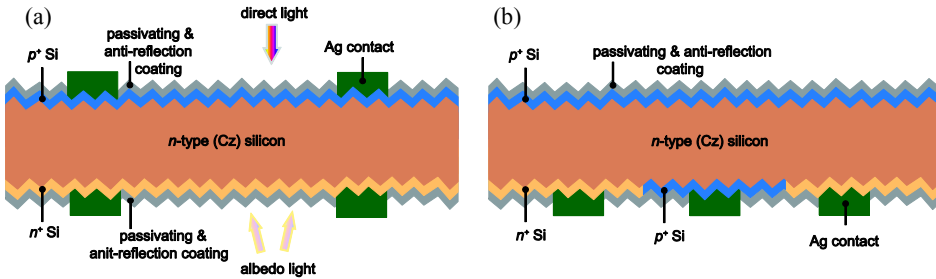 (a)
direct light
passivating &
anti-reflection
coating
p+ Si
Ag contact
n-type (Cz) silicon
n+ Si
passivating &
anit-reflection coating
albedo light
(b)
p+ Si
passivating & anti-reflection
coating
n-type (Cz) silicon
n+ Si
p+ Si
Ag contact